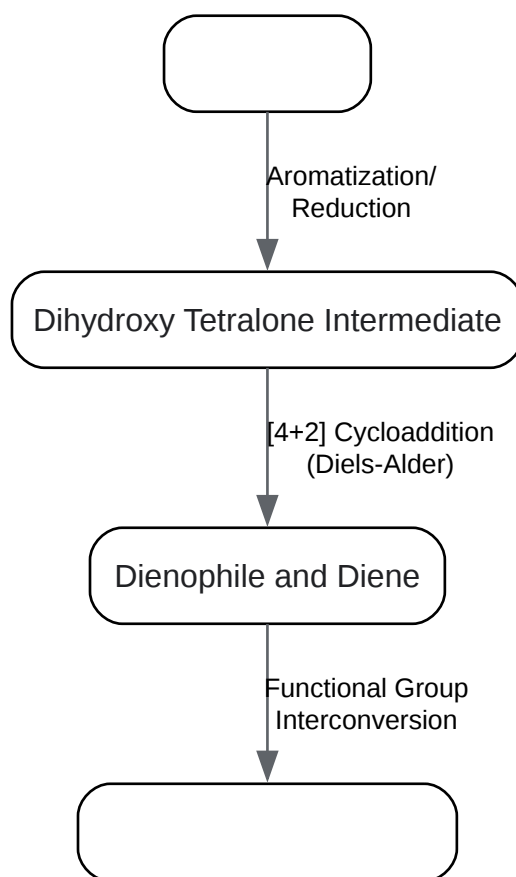 Aromatization/
Reduction
Dihydroxy Tetralone Intermediate
[4+2] Cycloaddition
(Diels-Alder)
Dienophile and Diene
Functional Group
Interconversion